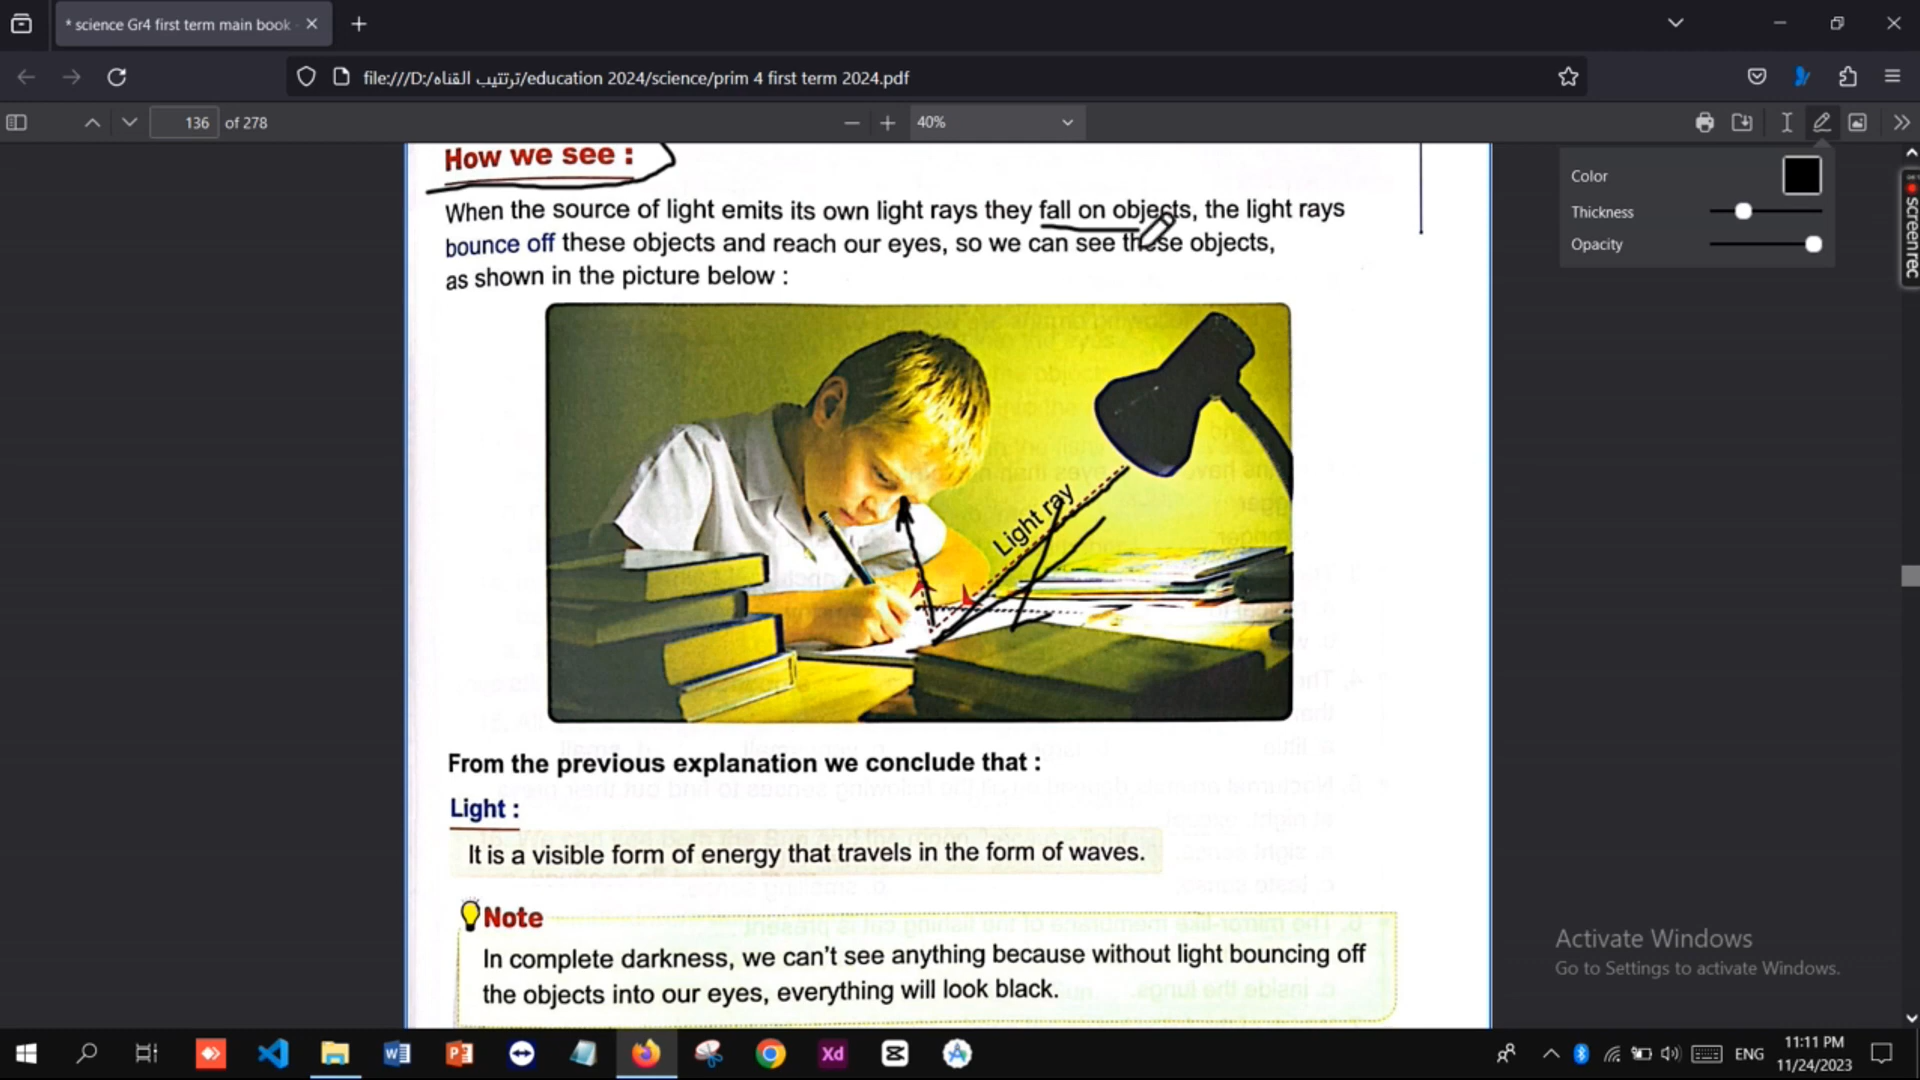 * science Gr4 first term main book
file:///D:/ترتتيب القناه/education 2024/science/prim 4 first term 2024.pdf
136 of 278
40%
Color
Thickness
Opacity
screenrec
How we see :
When the source of light emits its own light rays they fall on objects, the light rays
bounce off these objects and reach our eyes, so we can see these objects,
as shown in the picture below :
Light ray
From the previous explanation we conclude that :
Light :
It is a visible form of energy that travels in the form of waves.
Note
In complete darkness, we can't see anything because without light bouncing off
the objects into our eyes, everything will look black.
Activate Windows
Go to Settings to activate Windows.
Xd
ENG
11:11 PM
11/24/2023